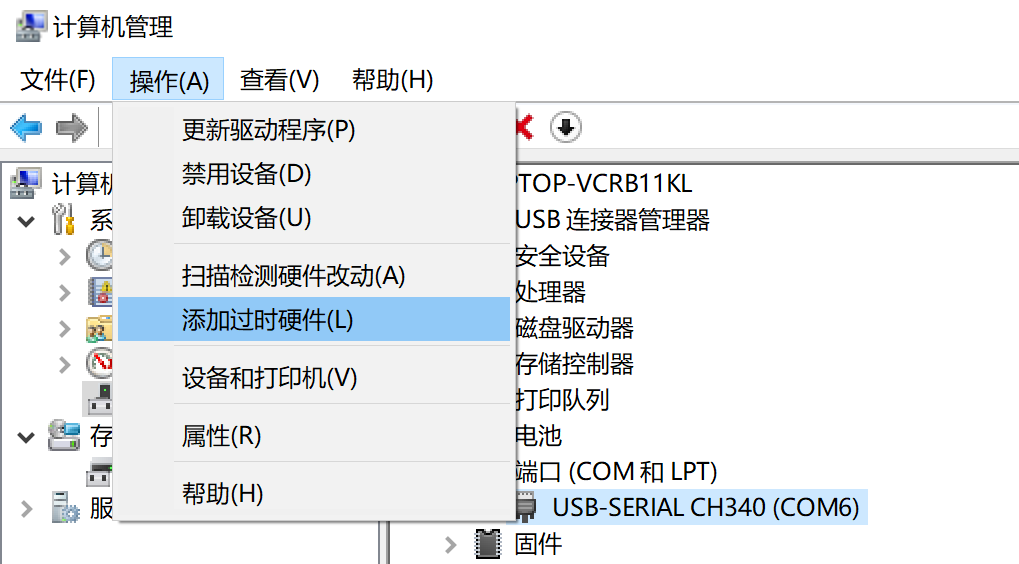 计算机管理
文件(F) 操作(A) 查看(V) 帮助(H)
更新驱动程序(P)
禁用设备(D)
卸载设备(U)
扫描检测硬件改动(A)
添加过时硬件(L)
设备和打印机(V)
属性(R)
帮助(H)
计算机
系
存
服
PTOP-VCRB11KL
USB 连接器管理器
安全设备
处理器
磁盘驱动器
存储控制器
打印队列
电池
端口 (COM 和 LPT)
USB-SERIAL CH340 (COM6)
固件